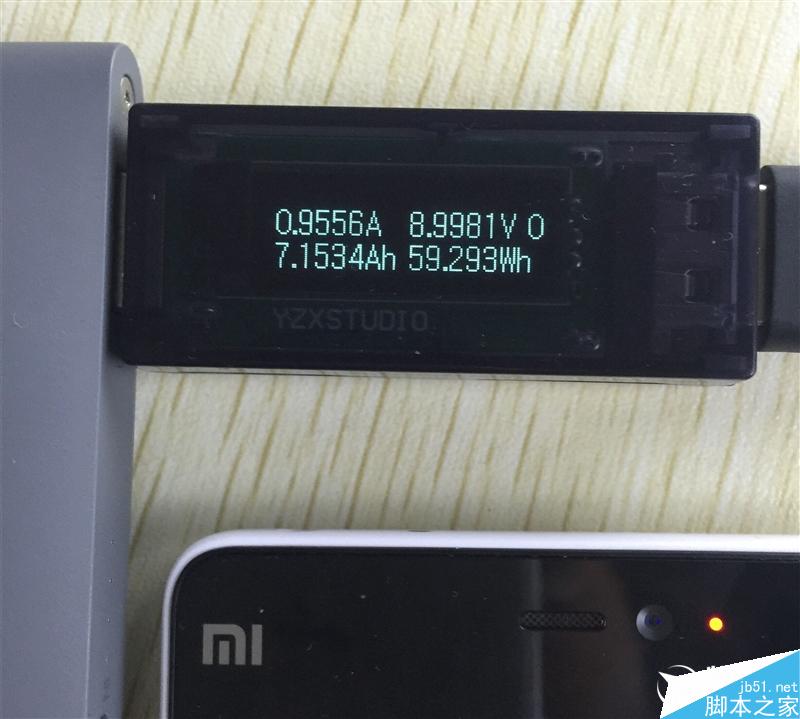 0.9556A 8.9981V 0
7.1534Ah 59.293Wh
YZXSTUDIO
mi
jb51.net
脚本之家